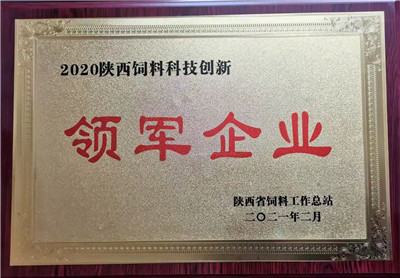 2020陕西饲料科技创新
领军企业
陕西省饲料工作总站
二〇二一年二月